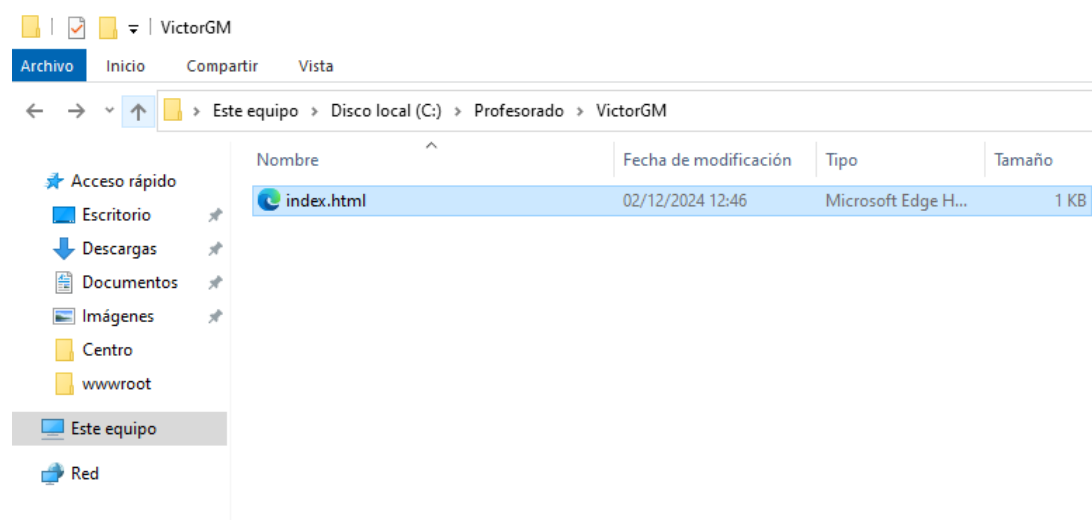 VictorGM
Archivo Inicio Compartir Vista
Este equipo > Disco local (C:) > Profesorado > VictorGM
Nombre Fecha de modificación Tipo Tamaño
Acceso rápido
index.html 02/12/2024 12:46 Microsoft Edge H... 1 KB
Escritorio
Descargas
Documentos
Imágenes
Centro
wwwroot
Este equipo
Red